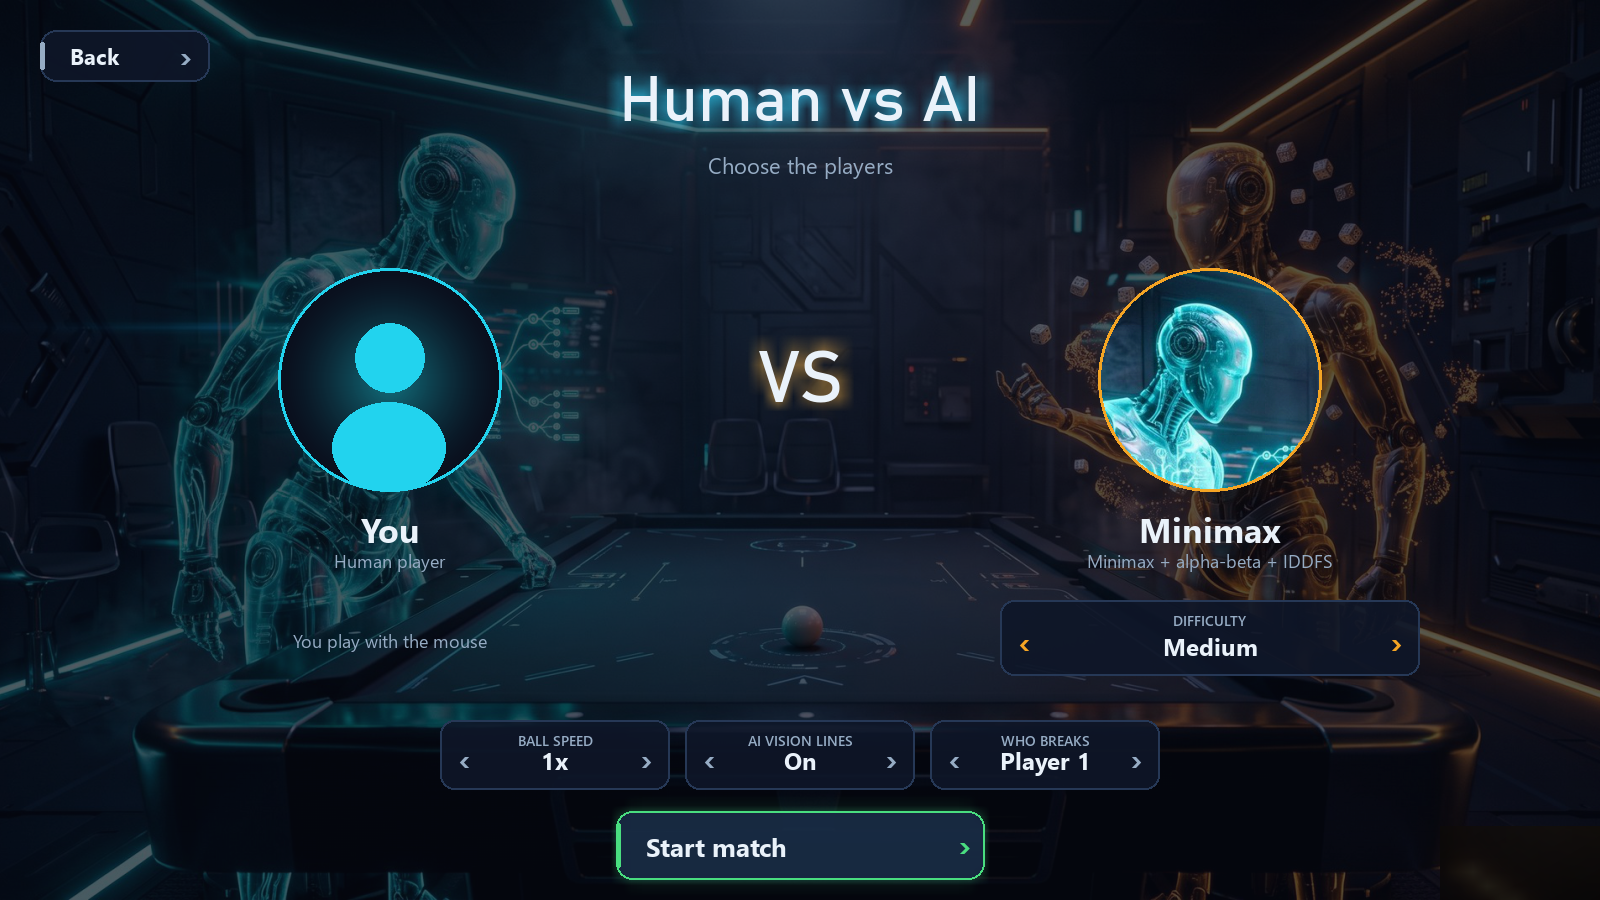 Back
Human vs AI
Choose the players
VS
You
Human player
You play with the mouse
Minimax
Minimax + alpha-beta + IDDFS
DIFFICULTY
Medium
BALL SPEED
1x
AI VISION LINES
On
WHO BREAKS
Player 1
Start match